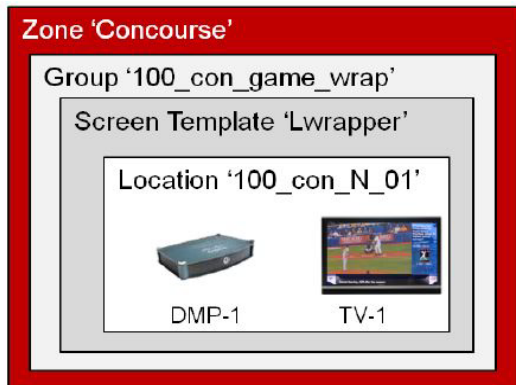 Zone ‘Concourse’
Group ‘100_con_game_wrap’
Screen Template ‘Lwrapper’
Location ‘100_con_N_01’
DMP-1
TV-1